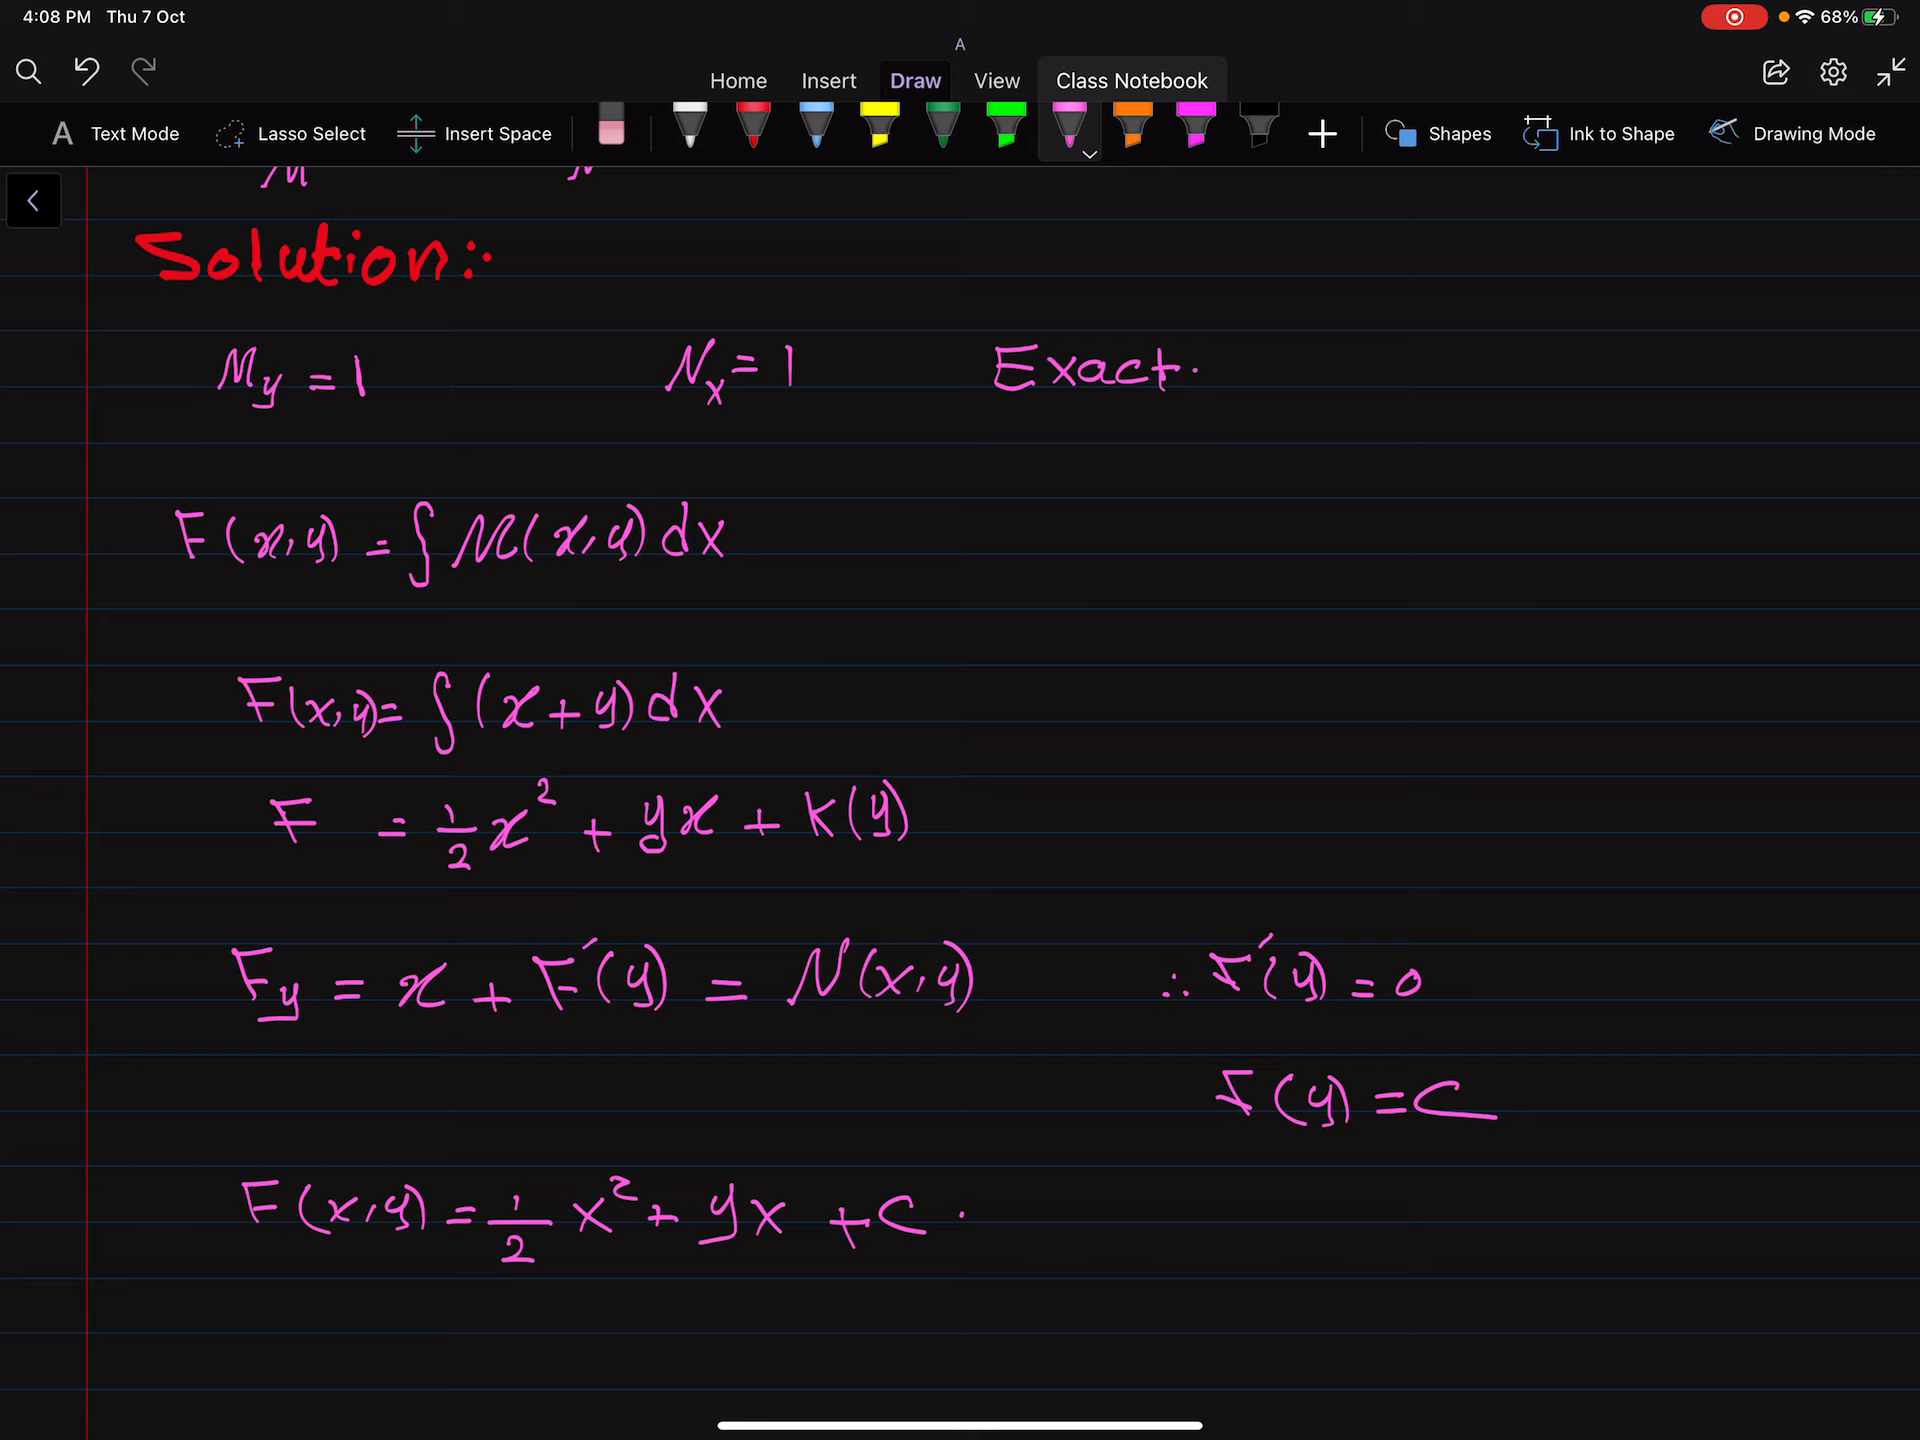 4:08 PM Thu 7 Oct
68%
A
Home Insert Draw View Class Notebook
A Text Mode Lasso Select Insert Space Shapes Ink to Shape Drawing Mode
M N
Solution:-
My = 1 Nx = 1 Exact.
F(x,y) = ∫ M(x,y) dx
F(x,y) = ∫ (x+y) dx
F = 1/2 x² + yx + K(y)
Fy = x + F'(y) = N(x,y) ∴ F'(y) = 0
F(y) = C
F(x,y) = 1/2 x² + yx + C.